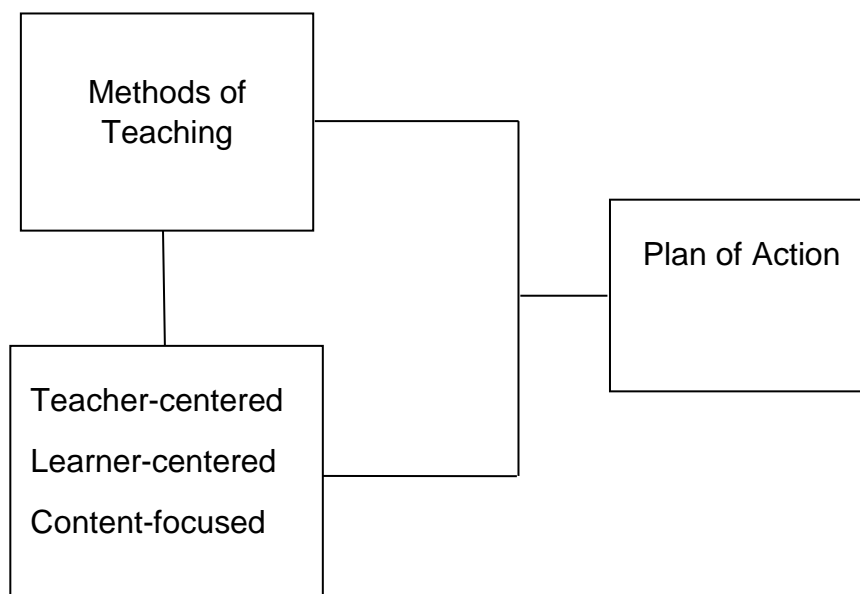 Methods of
Teaching
Plan of Action
Teacher-centered
Learner-centered
Content-focused